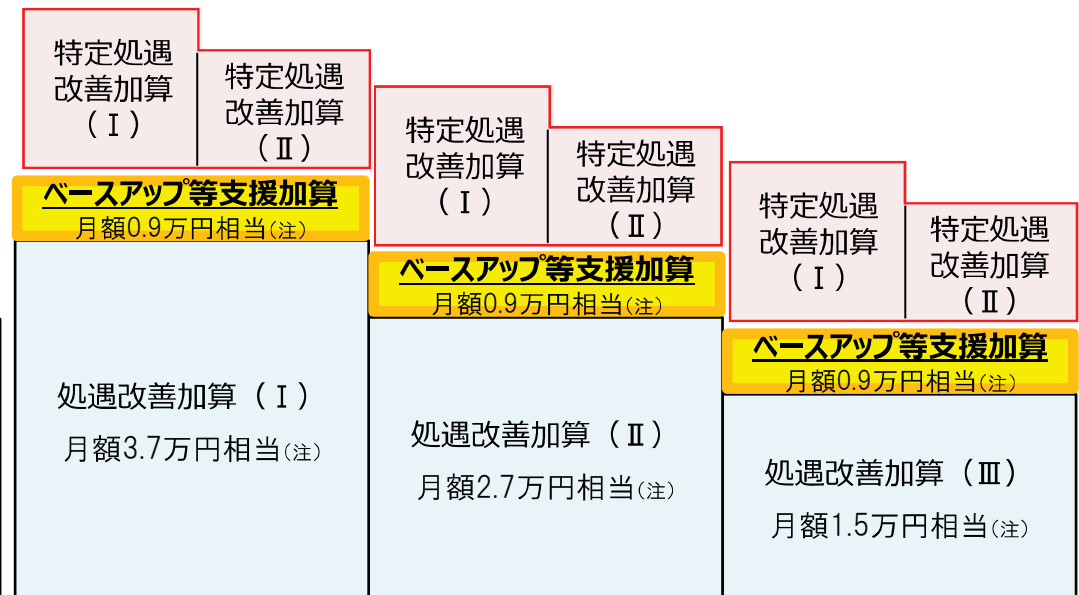 特定処遇
改善加算
（Ⅰ）
特定処遇
改善加算
（Ⅱ）
ベースアップ等支援加算
月額0.9万円相当(注)
処遇改善加算（Ⅰ）
月額3.7万円相当(注)
特定処遇
改善加算
（Ⅰ）
特定処遇
改善加算
（Ⅱ）
ベースアップ等支援加算
月額0.9万円相当(注)
処遇改善加算（Ⅱ）
月額2.7万円相当(注)
特定処遇
改善加算
（Ⅰ）
特定処遇
改善加算
（Ⅱ）
ベースアップ等支援加算
月額0.9万円相当(注)
処遇改善加算（Ⅲ）
月額1.5万円相当(注)